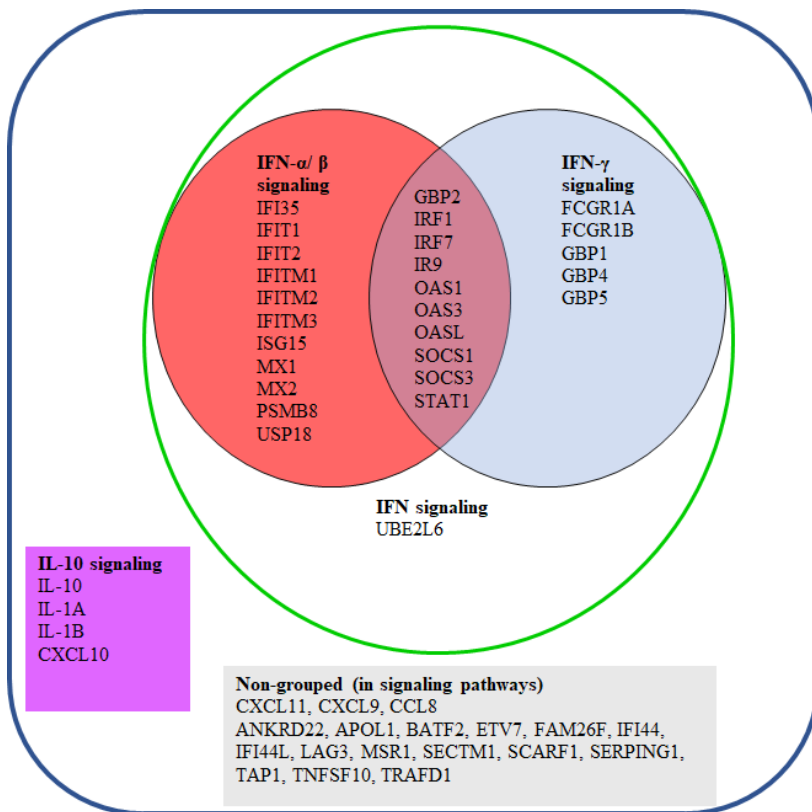 IFN-α/ β
signaling
IFI35
IFIT1
IFIT2
IFITM1
IFITM2
IFITM3
ISG15
MX1
MX2
PSMB8
USP18
GBP2
IRF1
IRF7
IR9
OAS1
OAS3
OASL
SOCS1
SOCS3
STAT1
IFN-γ
signaling
FCGR1A
FCGR1B
GBP1
GBP4
GBP5
IFN signaling
UBE2L6
IL-10 signaling
IL-10
IL-1A
IL-1B
CXCL10
Non-grouped (in signaling pathways)
CXCL11, CXCL9, CCL8
ANKRD22, APOL1, BATF2, ETV7, FAM26F, IFI44,
IFI44L, LAG3, MSR1, SECTM1, SCARF1, SERPING1,
TAP1, TNFSF10, TRAFD1